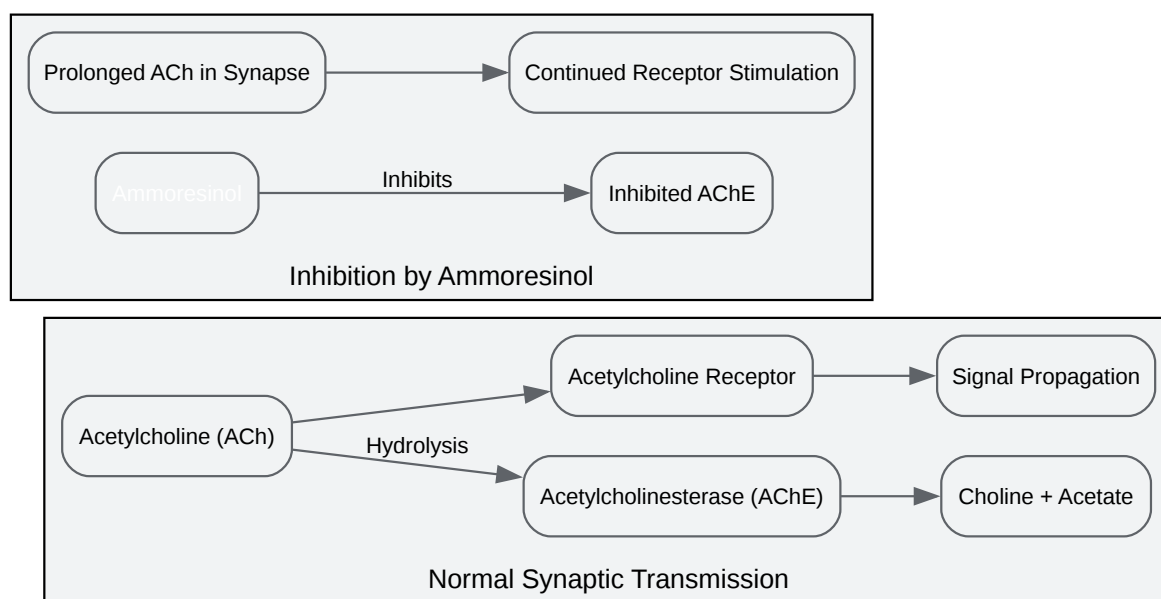 Prolonged ACh in Synapse
Continued Receptor Stimulation
Ammoresinol
Inhibits
Inhibited AChE
Inhibition by Ammoresinol
Acetylcholine Receptor
Signal Propagation
Acetylcholine (ACh)
Hydrolysis
Acetylcholinesterase (AChE)
Choline + Acetate
Normal Synaptic Transmission